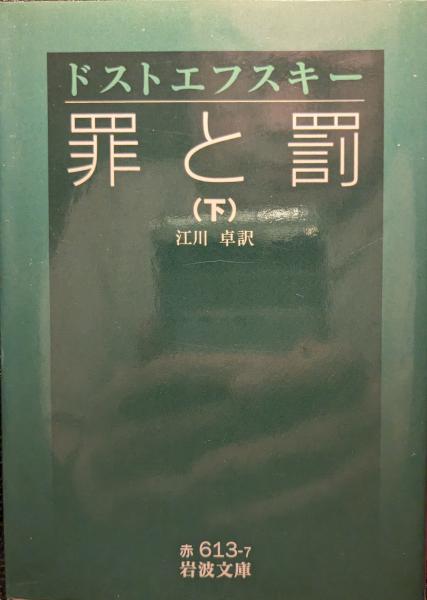 ドストエフスキー
罪と罰
(下)
江川 卓訳
赤 613-7
岩波文庫